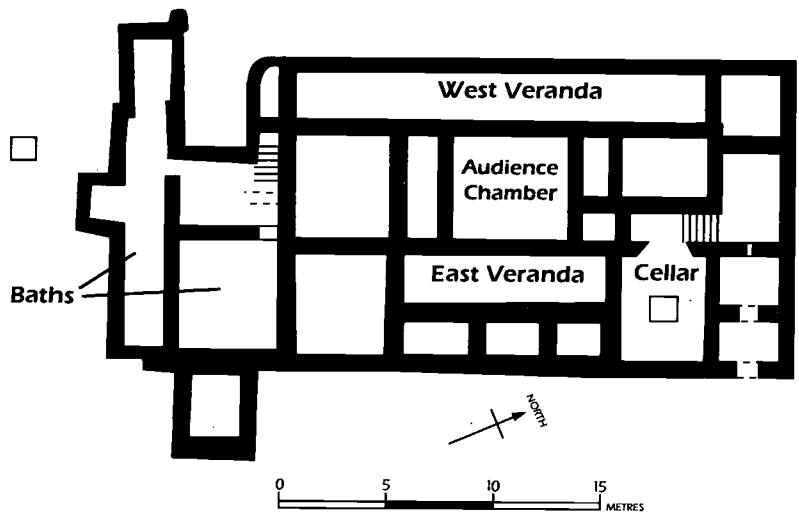 West Veranda
Audience
Chamber
East Veranda
Cellar
Baths
NORTH
0 5 10 15
METRES